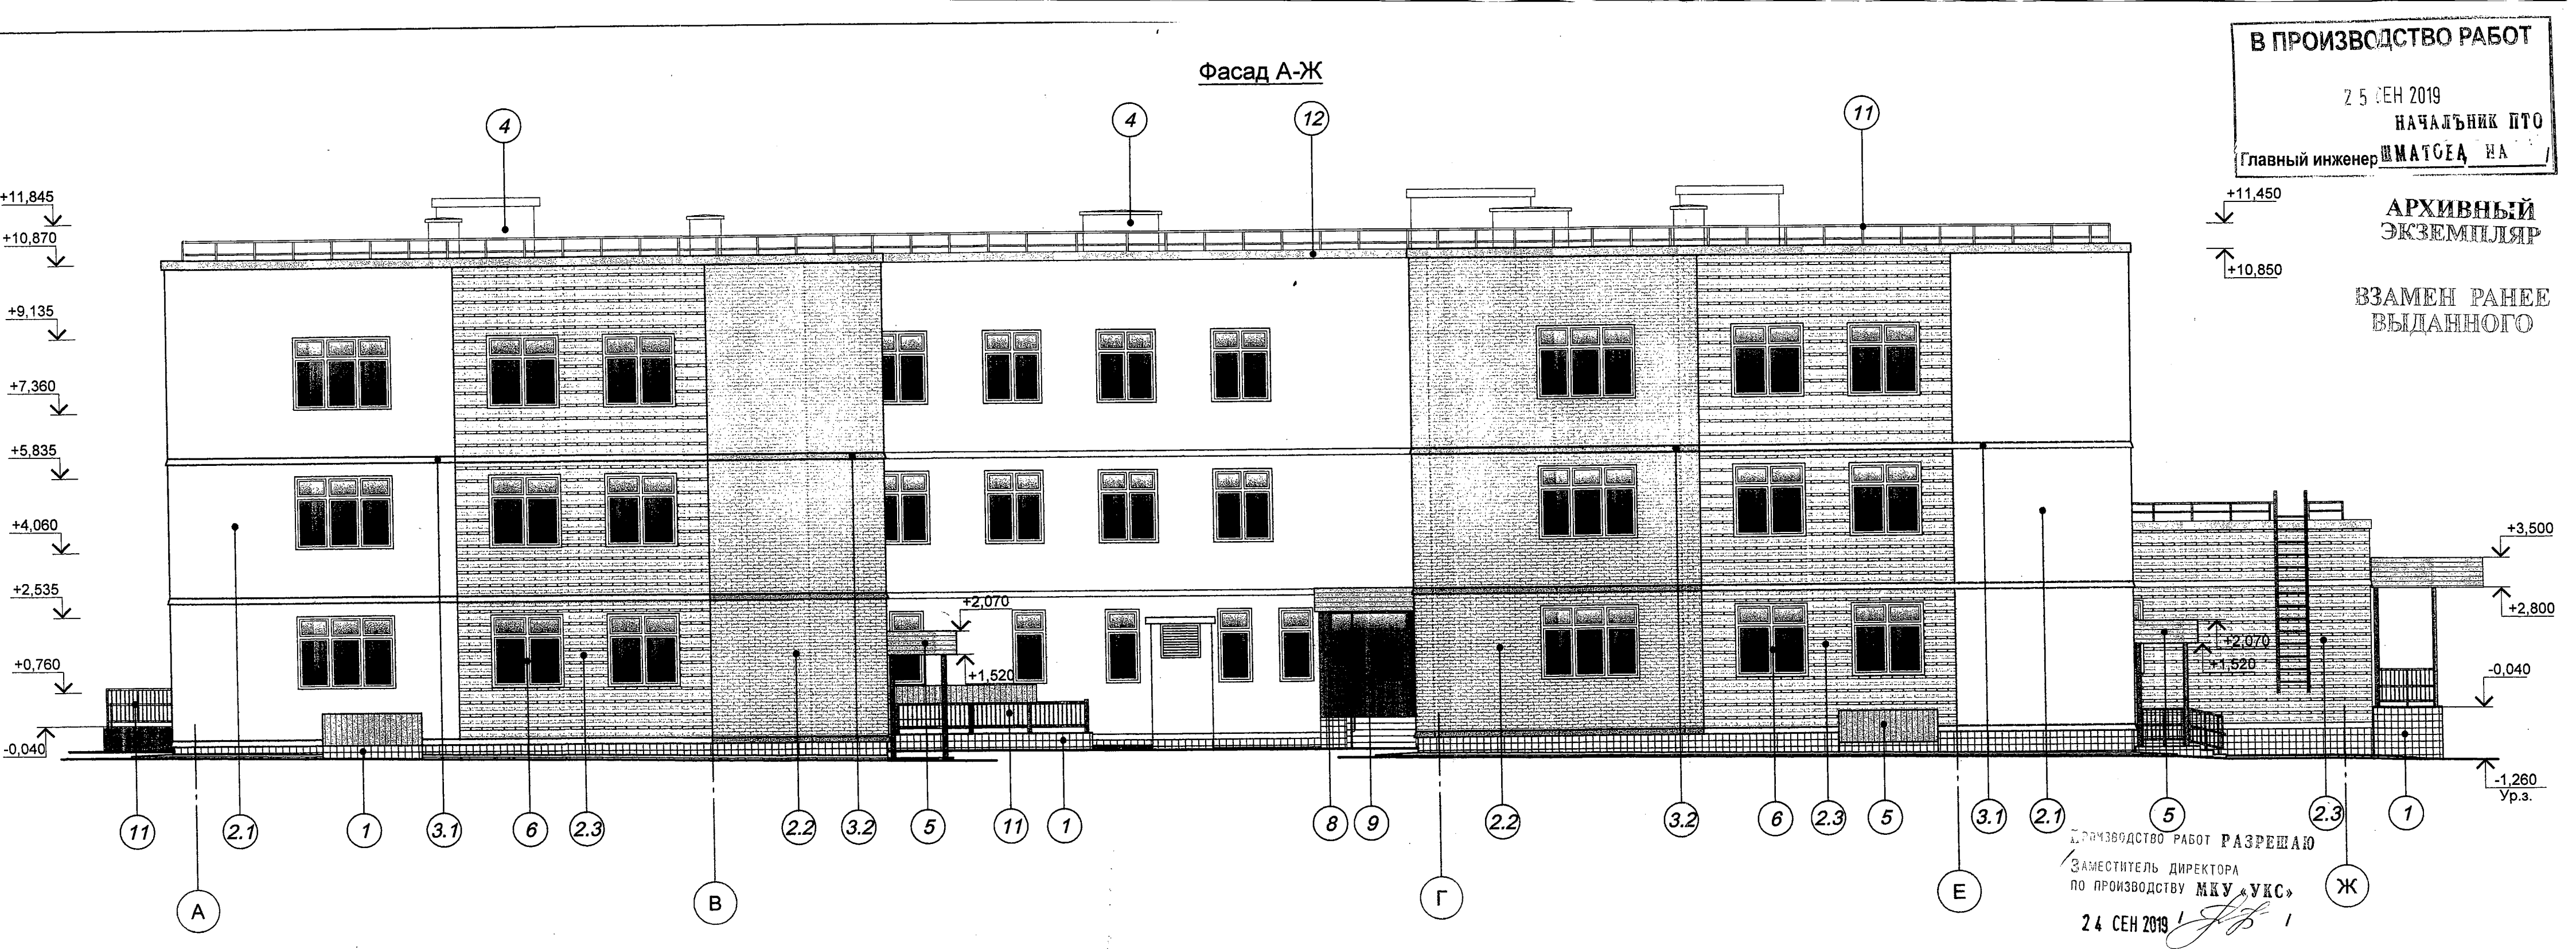 Фасад А-Ж
В ПРОИЗВОДСТВО РАБОТ
25 СЕН 2019
НАЧАЛЬНИК ПТО
Главный инженер
АРХИВНЫЙ
ЭКЗЕМПЛЯР
ВЗАМЕН РАНЕЕ
ВЫДАННОГО
4
4
12
11
+11,845
+10,870
+9,135
+7,360
+5,835
+4,060
+2,535
+0,760
-0,040
+11,450
+10,850
+2,070
+1,520
+3,500
+2,800
+2,070
+1,520
-0,040
-1,260
Ур.з.
11
2.1
1
3.1
6
2.3
2.2
3.2
5
11
1
8
9
2.2
3.2
6
2.3
5
3.1
2.1
5
2.3
1
А
В
Г
Е
Ж
ПРОИЗВОДСТВО РАБОТ РАЗРЕШАЮ
ЗАМЕСТИТЕЛЬ ДИРЕКТОРА
ПО ПРОИЗВОДСТВУ МКУ «УКС»
24 СЕН 2019